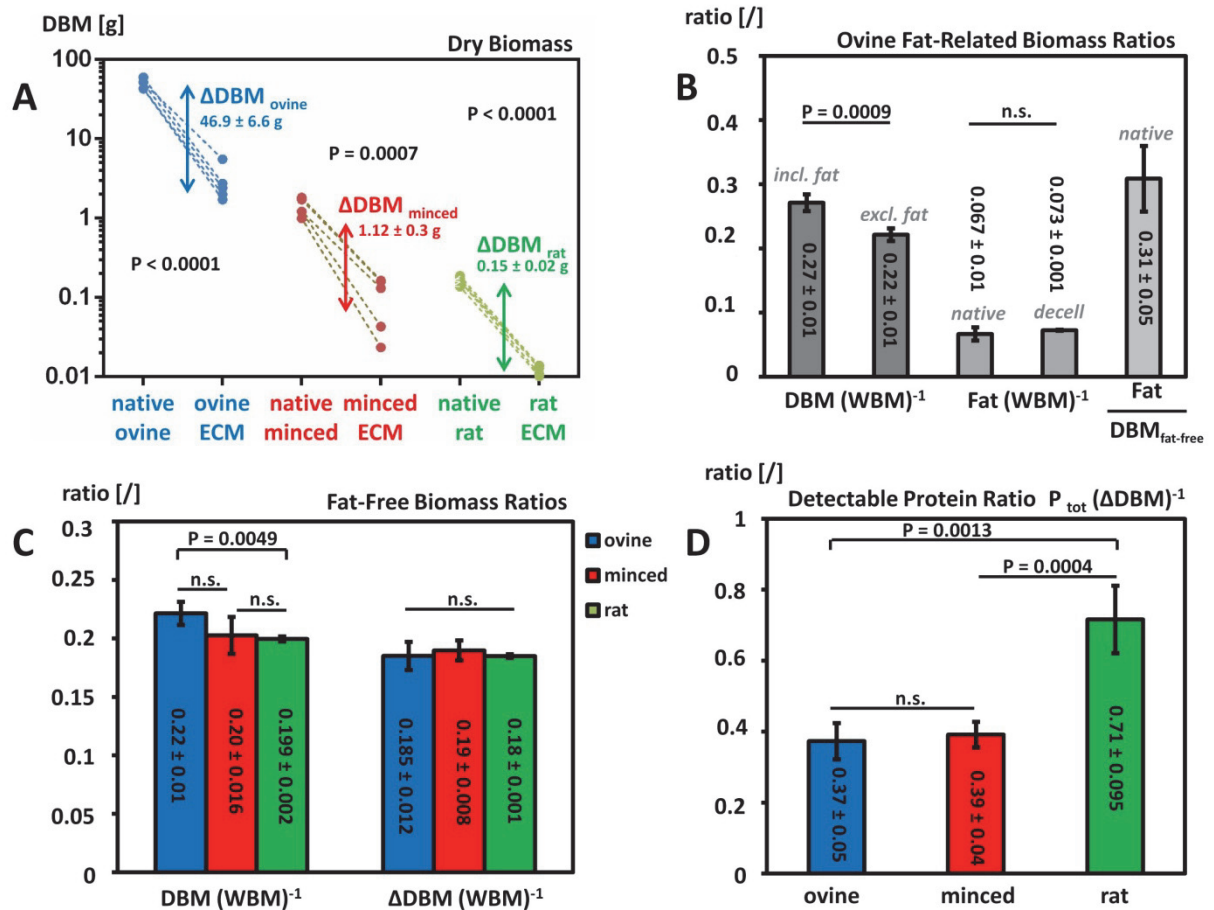 DBM [g]
Dry Biomass
A
100
10
1
0.1
0.01
ΔDBM ovine
46.9 ± 6.6 g
P < 0.0001
P = 0.0007
ΔDBM minced
1.12 ± 0.3 g
P < 0.0001
ΔDBM rat
0.15 ± 0.02 g
native ovine native minced native rat
ovine ECM minced ECM rat ECM
ratio [/]
Ovine Fat-Related Biomass Ratios
B
0.5
0.4
0.3
0.2
0.1
0
P = 0.0009
n.s.
incl. fat
0.27 ± 0.01
excl. fat
0.22 ± 0.01
0.067 ± 0.01
native
0.073 ± 0.001
decell
native
0.31 ± 0.05
DBM (WBM)-1
Fat (WBM)-1
Fat
DBMfat-free
ratio [/]
Fat-Free Biomass Ratios
C
0.3
0.25
0.2
0.15
0.1
0.05
0
P = 0.0049
n.s.
n.s.
n.s.
0.22 ± 0.01
0.20 ± 0.016
0.199 ± 0.002
0.185 ± 0.012
0.19 ± 0.008
0.18 ± 0.001
DBM (WBM)-1
ΔDBM (WBM)-1
ovine
minced
rat
ratio [/]
Detectable Protein Ratio P tot (ΔDBM)-1
D
1
0.8
0.6
0.4
0.2
0
P = 0.0013
P = 0.0004
n.s.
0.37 ± 0.05
0.39 ± 0.04
0.71 ± 0.095
ovine
minced
rat